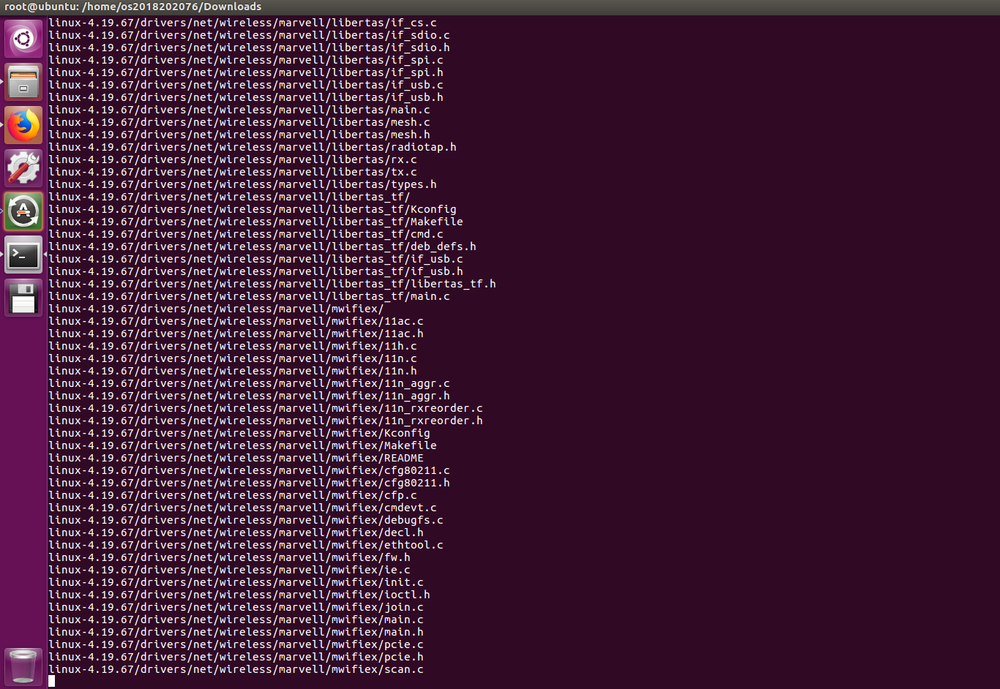 root@ubuntu: /home/os2018202076/Downloads
linux-4.19.67/drivers/net/wireless/marvell/libertas/if_cs.c
linux-4.19.67/drivers/net/wireless/marvell/libertas/if_sdio.c
linux-4.19.67/drivers/net/wireless/marvell/libertas/if_sdio.h
linux-4.19.67/drivers/net/wireless/marvell/libertas/if_spi.c
linux-4.19.67/drivers/net/wireless/marvell/libertas/if_spi.h
linux-4.19.67/drivers/net/wireless/marvell/libertas/if_usb.c
linux-4.19.67/drivers/net/wireless/marvell/libertas/if_usb.h
linux-4.19.67/drivers/net/wireless/marvell/libertas/main.c
linux-4.19.67/drivers/net/wireless/marvell/libertas/mesh.c
linux-4.19.67/drivers/net/wireless/marvell/libertas/mesh.h
linux-4.19.67/drivers/net/wireless/marvell/libertas/radiotap.h
linux-4.19.67/drivers/net/wireless/marvell/libertas/rx.c
linux-4.19.67/drivers/net/wireless/marvell/libertas/tx.c
linux-4.19.67/drivers/net/wireless/marvell/libertas/types.h
linux-4.19.67/drivers/net/wireless/marvell/libertas_tf/
linux-4.19.67/drivers/net/wireless/marvell/libertas_tf/Kconfig
linux-4.19.67/drivers/net/wireless/marvell/libertas_tf/Makefile
linux-4.19.67/drivers/net/wireless/marvell/libertas_tf/cmd.c
linux-4.19.67/drivers/net/wireless/marvell/libertas_tf/deb_defs.h
linux-4.19.67/drivers/net/wireless/marvell/libertas_tf/if_usb.c
linux-4.19.67/drivers/net/wireless/marvell/libertas_tf/if_usb.h
linux-4.19.67/drivers/net/wireless/marvell/libertas_tf/libertas_tf.h
linux-4.19.67/drivers/net/wireless/marvell/libertas_tf/main.c
linux-4.19.67/drivers/net/wireless/marvell/mwifiex/
linux-4.19.67/drivers/net/wireless/marvell/mwifiex/11ac.c
linux-4.19.67/drivers/net/wireless/marvell/mwifiex/11ac.h
linux-4.19.67/drivers/net/wireless/marvell/mwifiex/11h.c
linux-4.19.67/drivers/net/wireless/marvell/mwifiex/11n.c
linux-4.19.67/drivers/net/wireless/marvell/mwifiex/11n.h
linux-4.19.67/drivers/net/wireless/marvell/mwifiex/11n_aggr.c
linux-4.19.67/drivers/net/wireless/marvell/mwifiex/11n_aggr.h
linux-4.19.67/drivers/net/wireless/marvell/mwifiex/11n_rxreorder.c
linux-4.19.67/drivers/net/wireless/marvell/mwifiex/11n_rxreorder.h
linux-4.19.67/drivers/net/wireless/marvell/mwifiex/Kconfig
linux-4.19.67/drivers/net/wireless/marvell/mwifiex/Makefile
linux-4.19.67/drivers/net/wireless/marvell/mwifiex/README
linux-4.19.67/drivers/net/wireless/marvell/mwifiex/cfg80211.c
linux-4.19.67/drivers/net/wireless/marvell/mwifiex/cfg80211.h
linux-4.19.67/drivers/net/wireless/marvell/mwifiex/cfp.c
linux-4.19.67/drivers/net/wireless/marvell/mwifiex/cmdevt.c
linux-4.19.67/drivers/net/wireless/marvell/mwifiex/debugfs.c
linux-4.19.67/drivers/net/wireless/marvell/mwifiex/decl.h
linux-4.19.67/drivers/net/wireless/marvell/mwifiex/ethtool.c
linux-4.19.67/drivers/net/wireless/marvell/mwifiex/fw.h
linux-4.19.67/drivers/net/wireless/marvell/mwifiex/ie.c
linux-4.19.67/drivers/net/wireless/marvell/mwifiex/init.c
linux-4.19.67/drivers/net/wireless/marvell/mwifiex/ioctl.h
linux-4.19.67/drivers/net/wireless/marvell/mwifiex/join.c
linux-4.19.67/drivers/net/wireless/marvell/mwifiex/main.c
linux-4.19.67/drivers/net/wireless/marvell/mwifiex/main.h
linux-4.19.67/drivers/net/wireless/marvell/mwifiex/pcie.c
linux-4.19.67/drivers/net/wireless/marvell/mwifiex/pcie.h
linux-4.19.67/drivers/net/wireless/marvell/mwifiex/scan.c